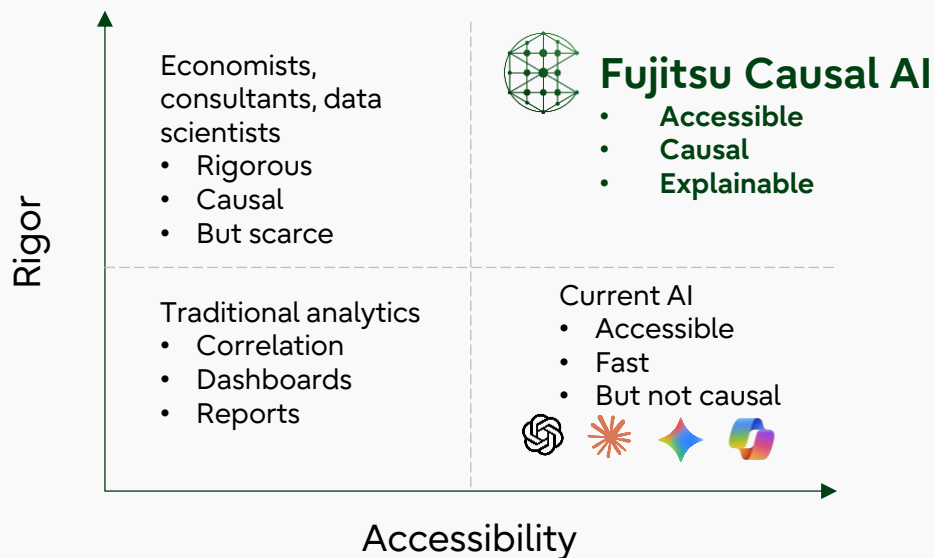 Economists,
consultants, data
scientists
• Rigorous
• Causal
• But scarce
Fujitsu Causal AI
• Accessible
• Causal
• Explainable
Rigor
Traditional analytics
• Correlation
• Dashboards
• Reports
Current AI
• Accessible
• Fast
• But not causal
Accessibility